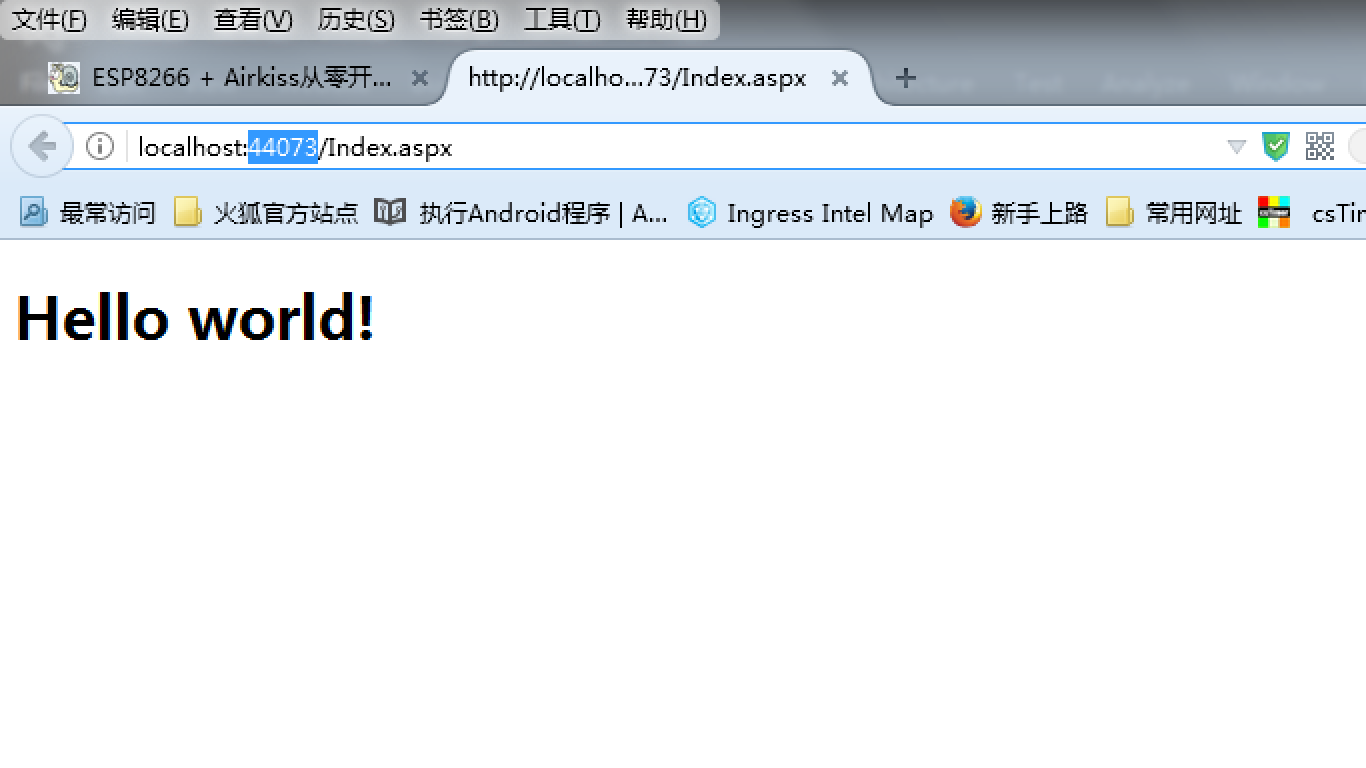 文件(F) 编辑(E) 查看(V) 历史(S) 书签(B) 工具(T) 帮助(H)
ESP8266 + Airkiss从零开... http://localho...73/Index.aspx
localhost:44073/Index.aspx
最常访问 火狐官方站点 执行Android程序 | A... Ingress Intel Map 新手上路 常用网址 csTir
Hello world!